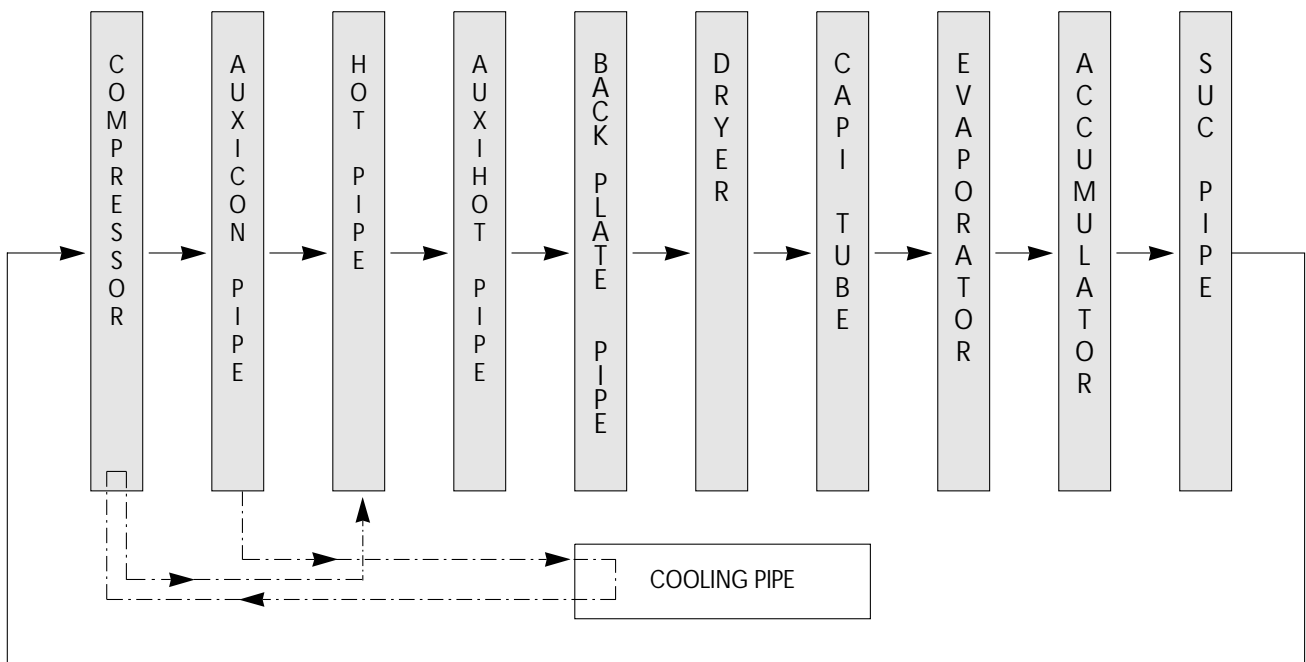 COMPRESSOR
AUXICON PIPE
HOT PIPE
AUXIHOT PIPE
BACK PLATE PIPE
DRYER
CAPI TUBE
EVAPORATOR
ACCUMULATOR
SUC PIPE
COOLING PIPE